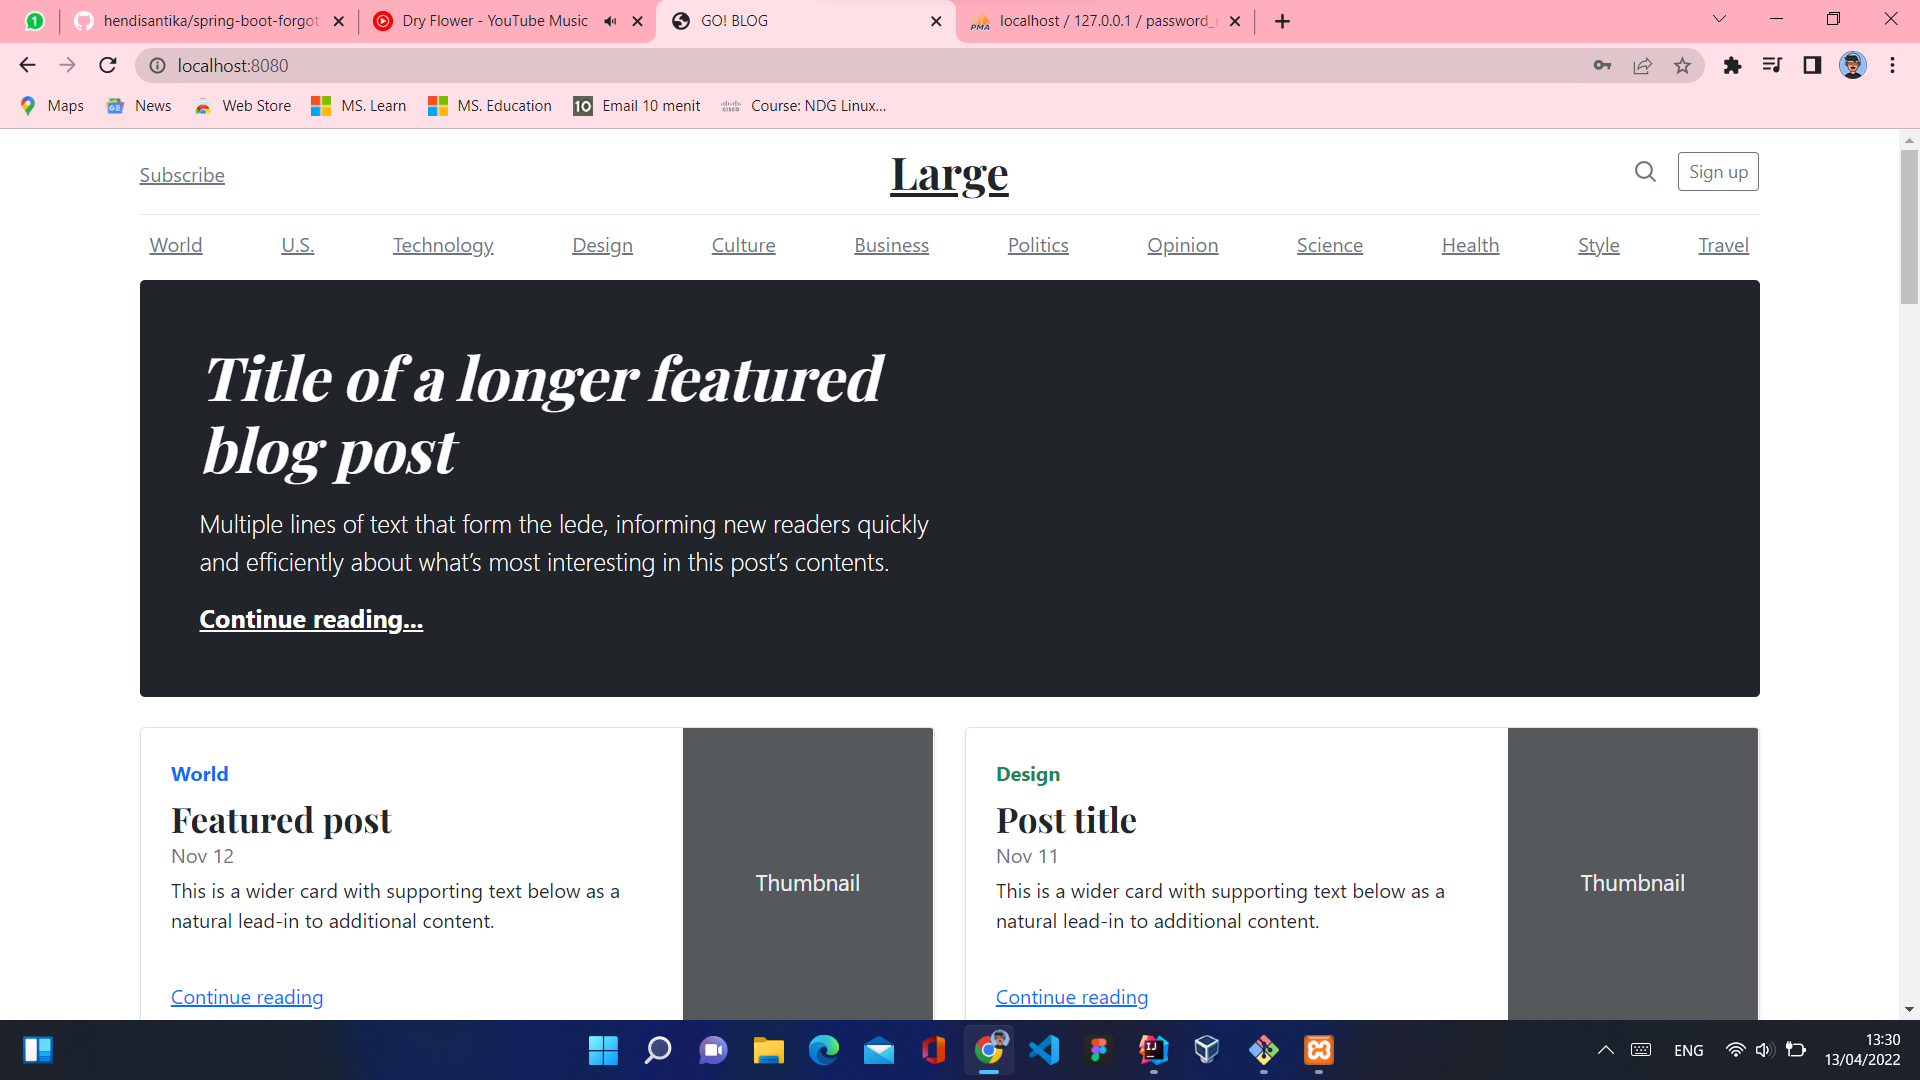 hendisantika/spring-boot-forgot-
Dry Flower - YouTube Music
GO! BLOG
localhost / 127.0.0.1 / password_
localhost:8080
Maps
News
Web Store
MS. Learn
MS. Education
10
Email 10 menit
Course: NDG Linux...
Subscribe
Large
Sign up
World
U.S.
Technology
Design
Culture
Business
Politics
Opinion
Science
Health
Style
Travel
Title of a longer featured
blog post
Multiple lines of text that form the lede, informing new readers quickly
and efficiently about what’s most interesting in this post’s contents.
Continue reading...
World
Featured post
Nov 12
This is a wider card with supporting text below as a
natural lead-in to additional content.
Continue reading
Thumbnail
Design
Post title
Nov 11
This is a wider card with supporting text below as a
natural lead-in to additional content.
Continue reading
Thumbnail
ENG
13:30
13/04/2022